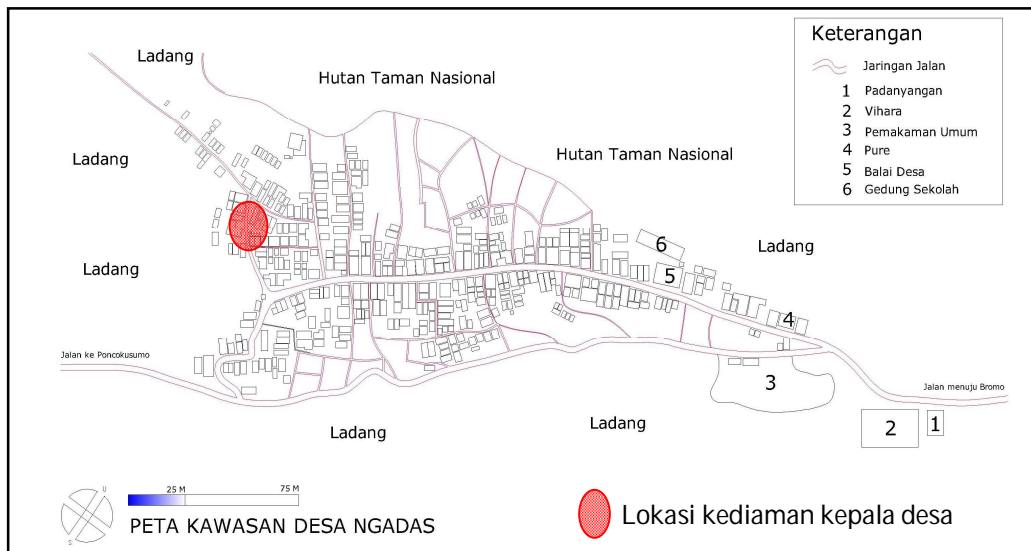 Ladang
Hutan Taman Nasional
Keterangan
Jaringan Jalan
1 Padanyangan
2 Vihara
3 Pemakaman Umum
4 Pure
5 Balai Desa
6 Gedung Sekolah
Ladang
Hutan Taman Nasional
Ladang
Ladang
6
5
4
Jalan ke Poncokusumo
3
Jalan menuju Bromo
2
1
Ladang
Ladang
U
S
25 M
75 M
PETA KAWASAN DESA NGADAS
Lokasi kediaman kepala desa